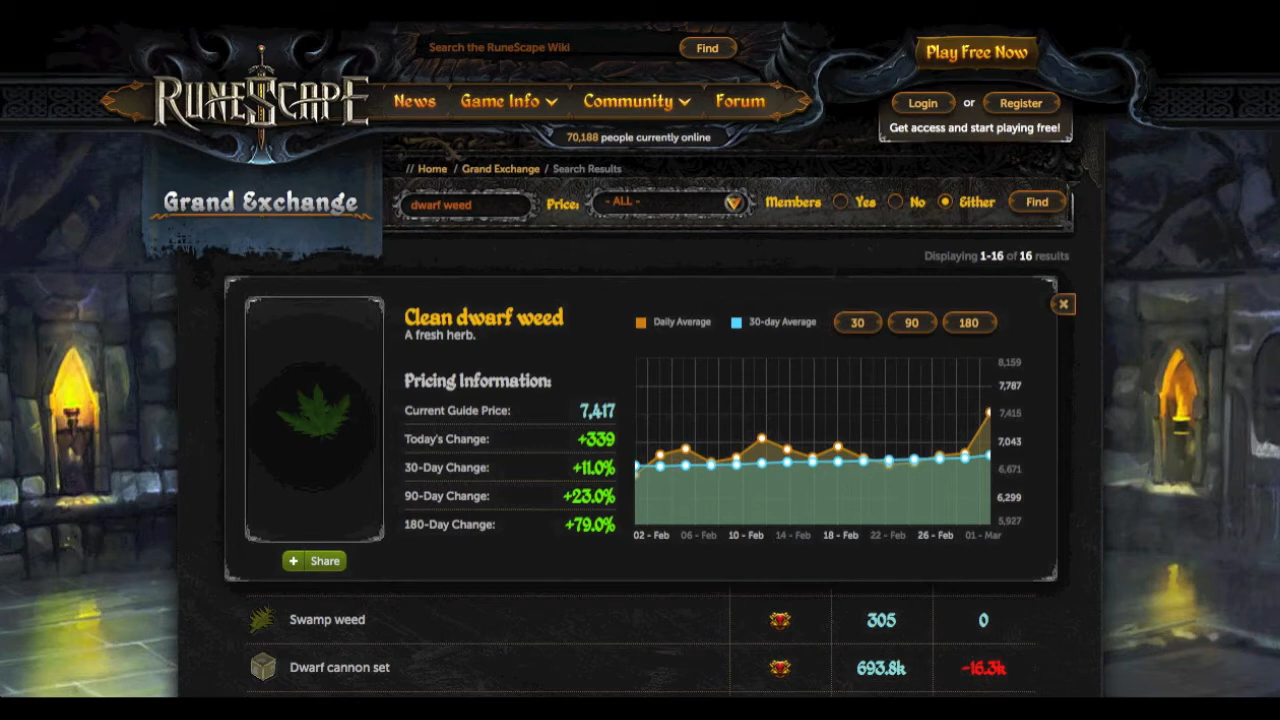 Search the RuneScape Wiki
Find
Play Free Now
RUNESCAPE
News
Game Info
Community
Forum
Login or Register
Get access and start playing free!
70,188 people currently online
// Home / Grand Exchange / Search Results
Grand Exchange
dwarf weed
Price: - ALL -
Members Yes No Either
Find
Displaying 1-16 of 16 results
Clean dwarf weed
A fresh herb.
Daily Average
30-day Average
30
90
180
Pricing Information:
Current Guide Price: 7,417
Today's Change: +339
30-Day Change: +11.0%
90-Day Change: +23.0%
180-Day Change: +79.0%
8,159
7,787
7,415
7,043
6,671
6,299
5,927
02 - Feb 06 - Feb 10 - Feb 14 - Feb 18 - Feb 22 - Feb 26 - Feb 01 - Mar
+ Share
Swamp weed 305 0
Dwarf cannon set 693.8k -16.3k